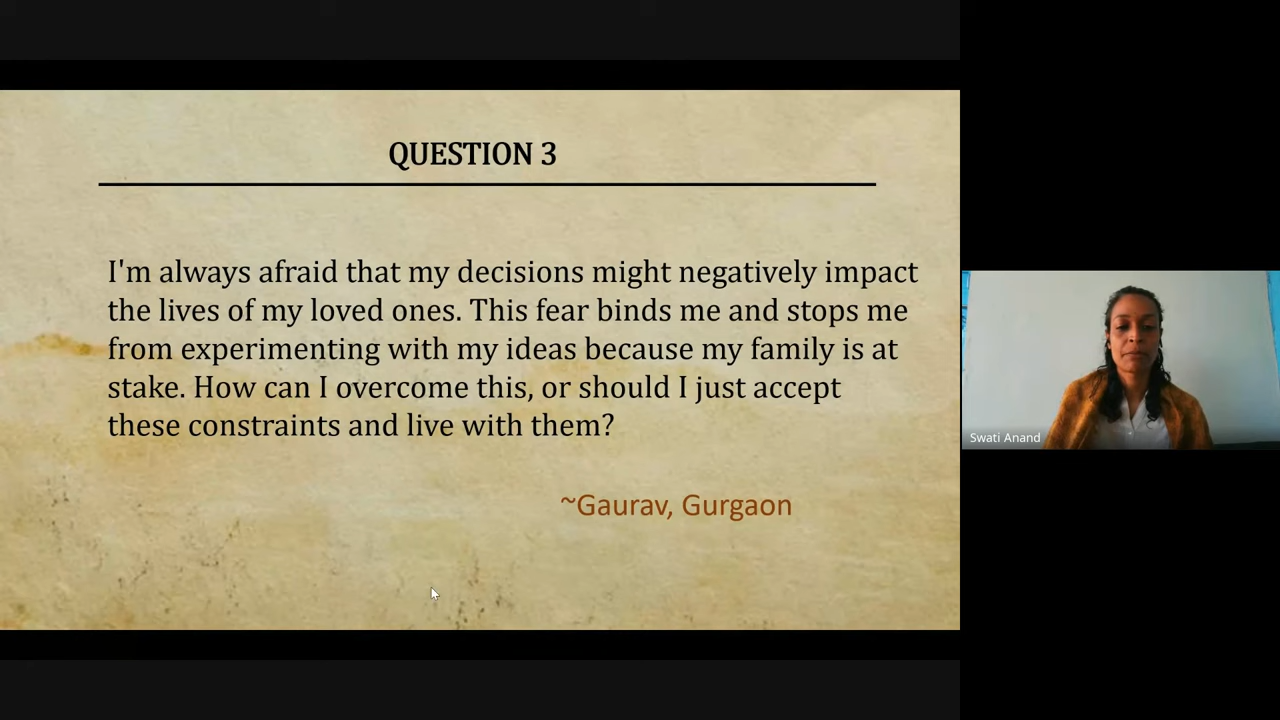 QUESTION 3
I'm always afraid that my decisions might negatively impact
the lives of my loved ones. This fear binds me and stops me
from experimenting with my ideas because my family is at
stake. How can I overcome this, or should I just accept
these constraints and live with them?
~Gaurav, Gurgaon
Swati Anand